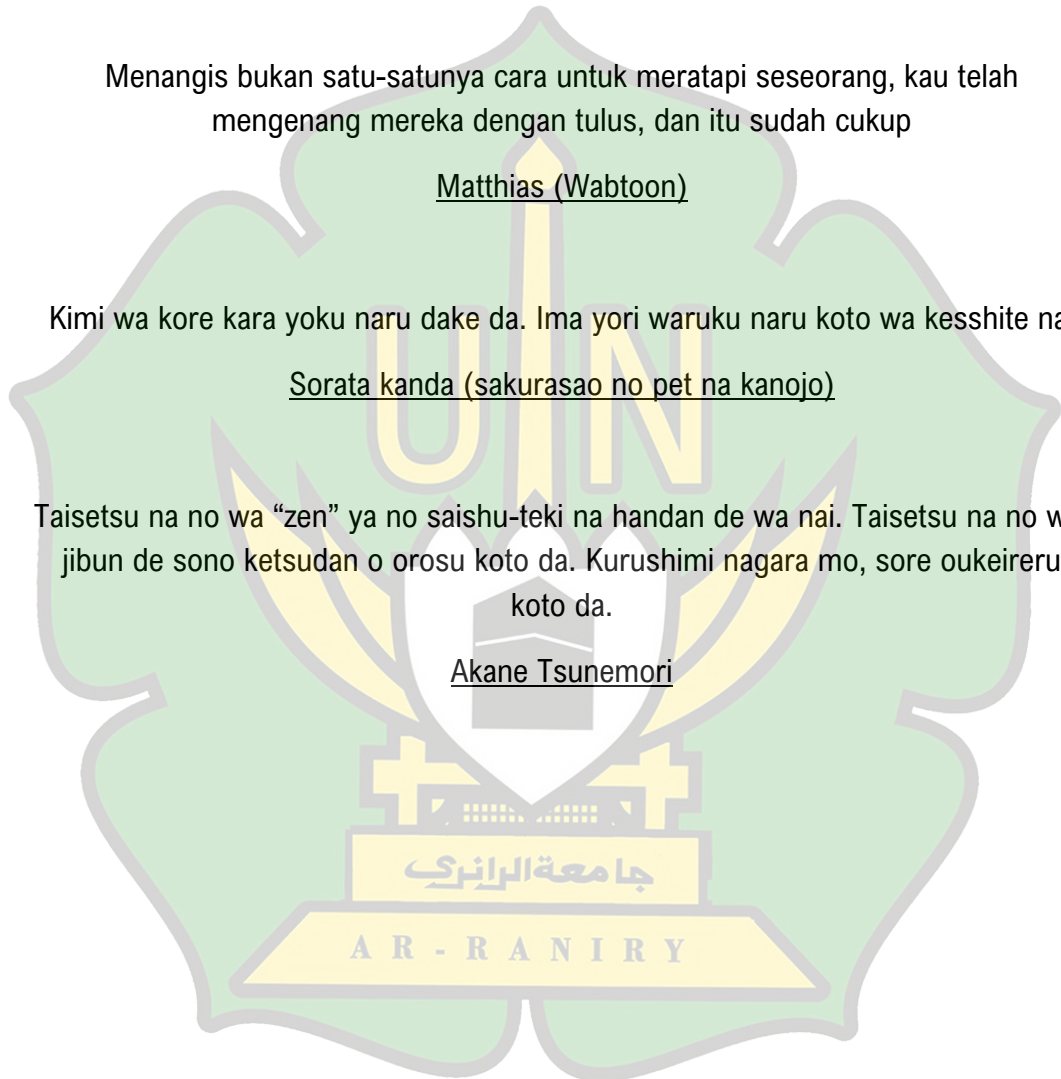 Menangis bukan satu-satunya cara untuk meratapi seseorang, kau telah
mengenang mereka dengan tulus, dan itu sudah cukup
Matthias (Wabtoon)
UIN
Kimi wa kore kara yoku naru dake da. Ima yori waruku naru koto wa kesshite na
Sorata kanda (sakurasao no pet na kanojo)
Taisetsu na no wa “zen” ya no saishu-teki na handan de wa nai. Taisetsu na no w
jibun de sono ketsudan o orosu koto da. Kurushimi nagara mo, sore oukeireru
koto da.
Akane Tsunemori
جامعة الرانري
AR-RANIRY